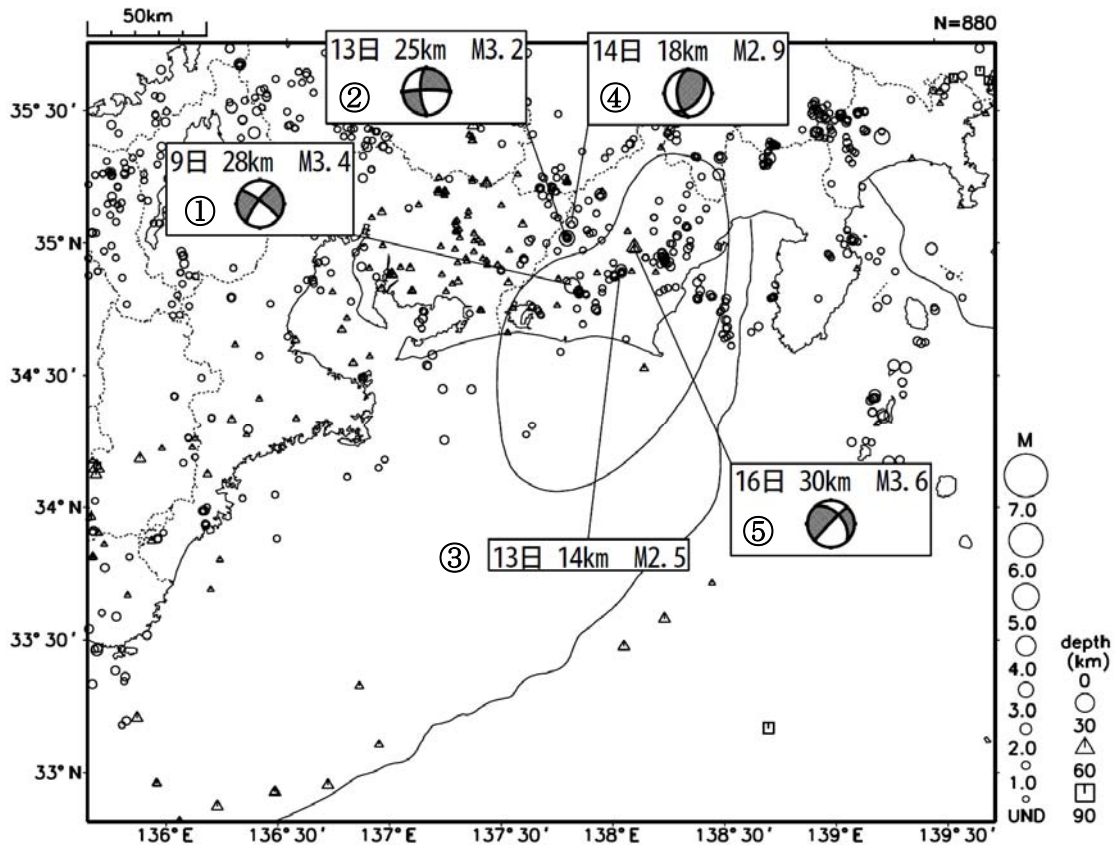 50km
N=880
13日 25km M3.2
②
14日 18km M2.9
④
9日 28km M3.4
①
16日 30km M3.6
⑤
③
13日 14km M2.5
35°30′
35°N
34°30′
34°N
33°30′
33°N
136°E
136°30′
137°E
137°30′
138°E
138°30′
139°E
139°30′
M
7.0
6.0
5.0
4.0
3.0
2.0
1.0
UND
depth
(km)
0
30
60
90